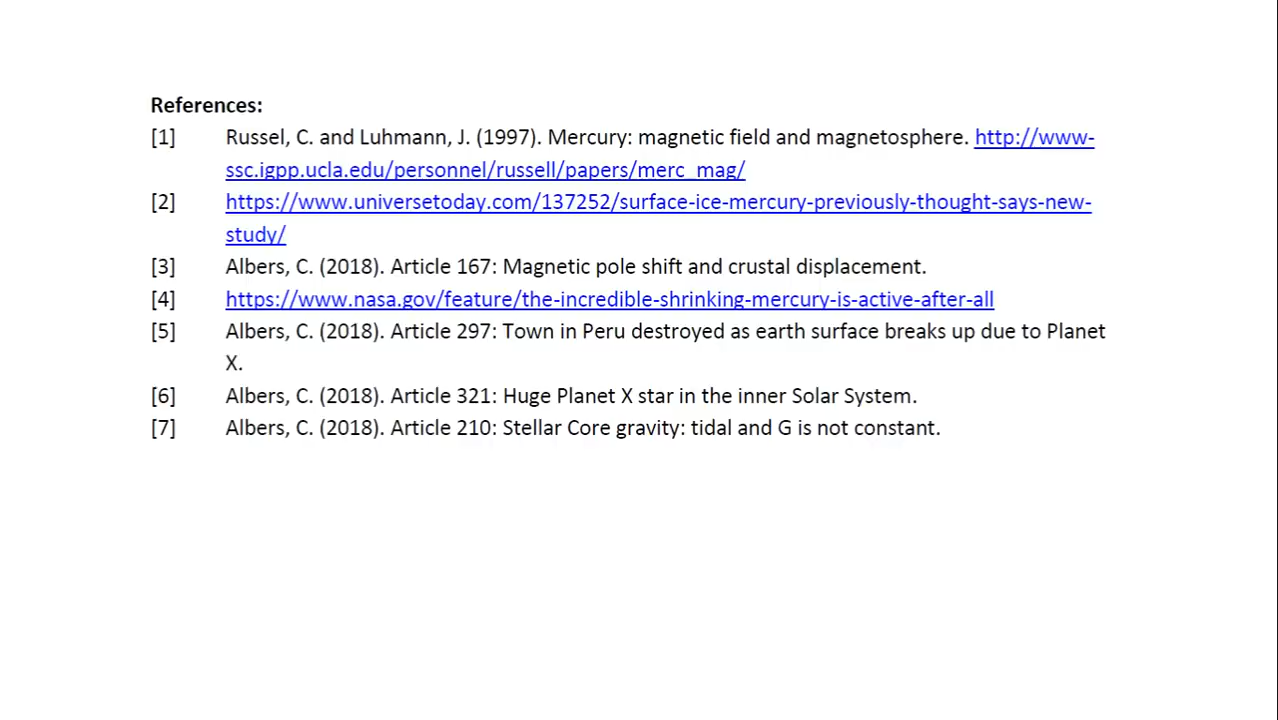 References:
[1] Russel, C. and Luhmann, J. (1997). Mercury: magnetic field and magnetosphere. http://www-
ssc.igpp.ucla.edu/personnel/russell/papers/merc_mag/
[2] https://www.universetoday.com/137252/surface-ice-mercury-previously-thought-says-new-
study/
[3] Albers, C. (2018). Article 167: Magnetic pole shift and crustal displacement.
[4] https://www.nasa.gov/feature/the-incredible-shrinking-mercury-is-active-after-all
[5] Albers, C. (2018). Article 297: Town in Peru destroyed as earth surface breaks up due to Planet
X.
[6] Albers, C. (2018). Article 321: Huge Planet X star in the inner Solar System.
[7] Albers, C. (2018). Article 210: Stellar Core gravity: tidal and G is not constant.